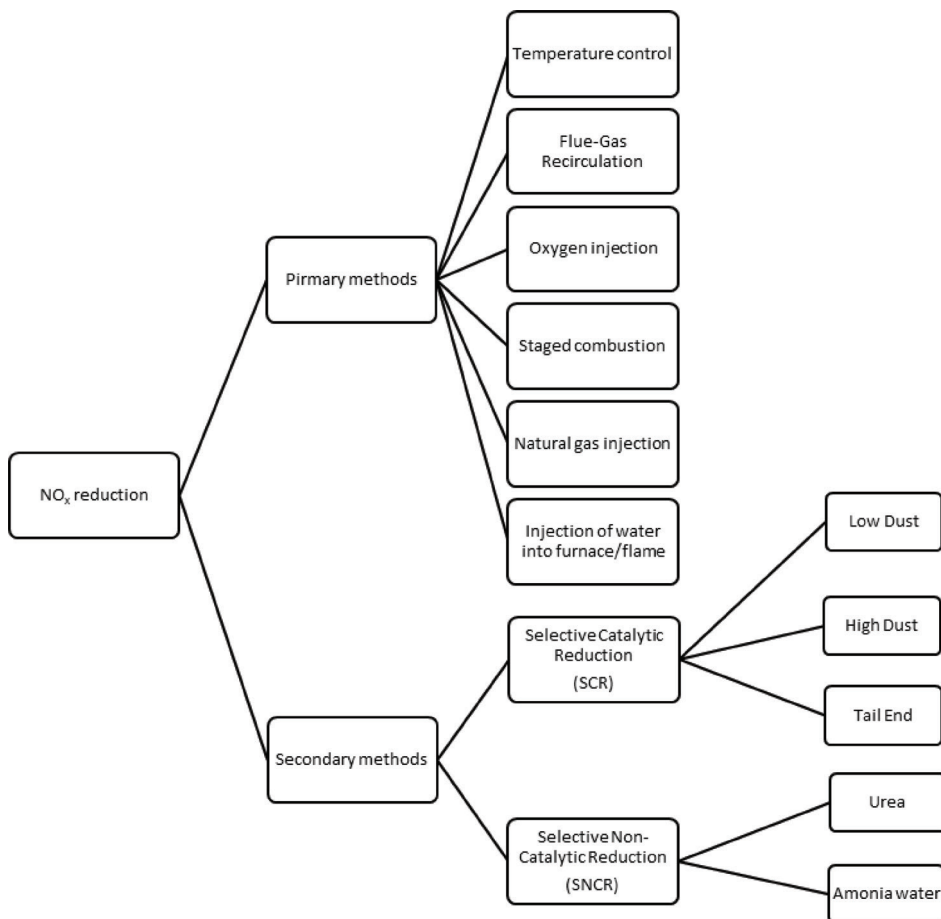 Temperature control
Flue-Gas
Recirculation
Oxygen injection
Pirmary methods
Staged combustion
Natural gas injection
NOx reduction
Injection of water
into furnace/flame
Low Dust
High Dust
Selective Catalytic
Reduction
(SCR)
Tail End
Secondary methods
Urea
Selective Non-
Catalytic Reduction
(SNCR)
Amonia water